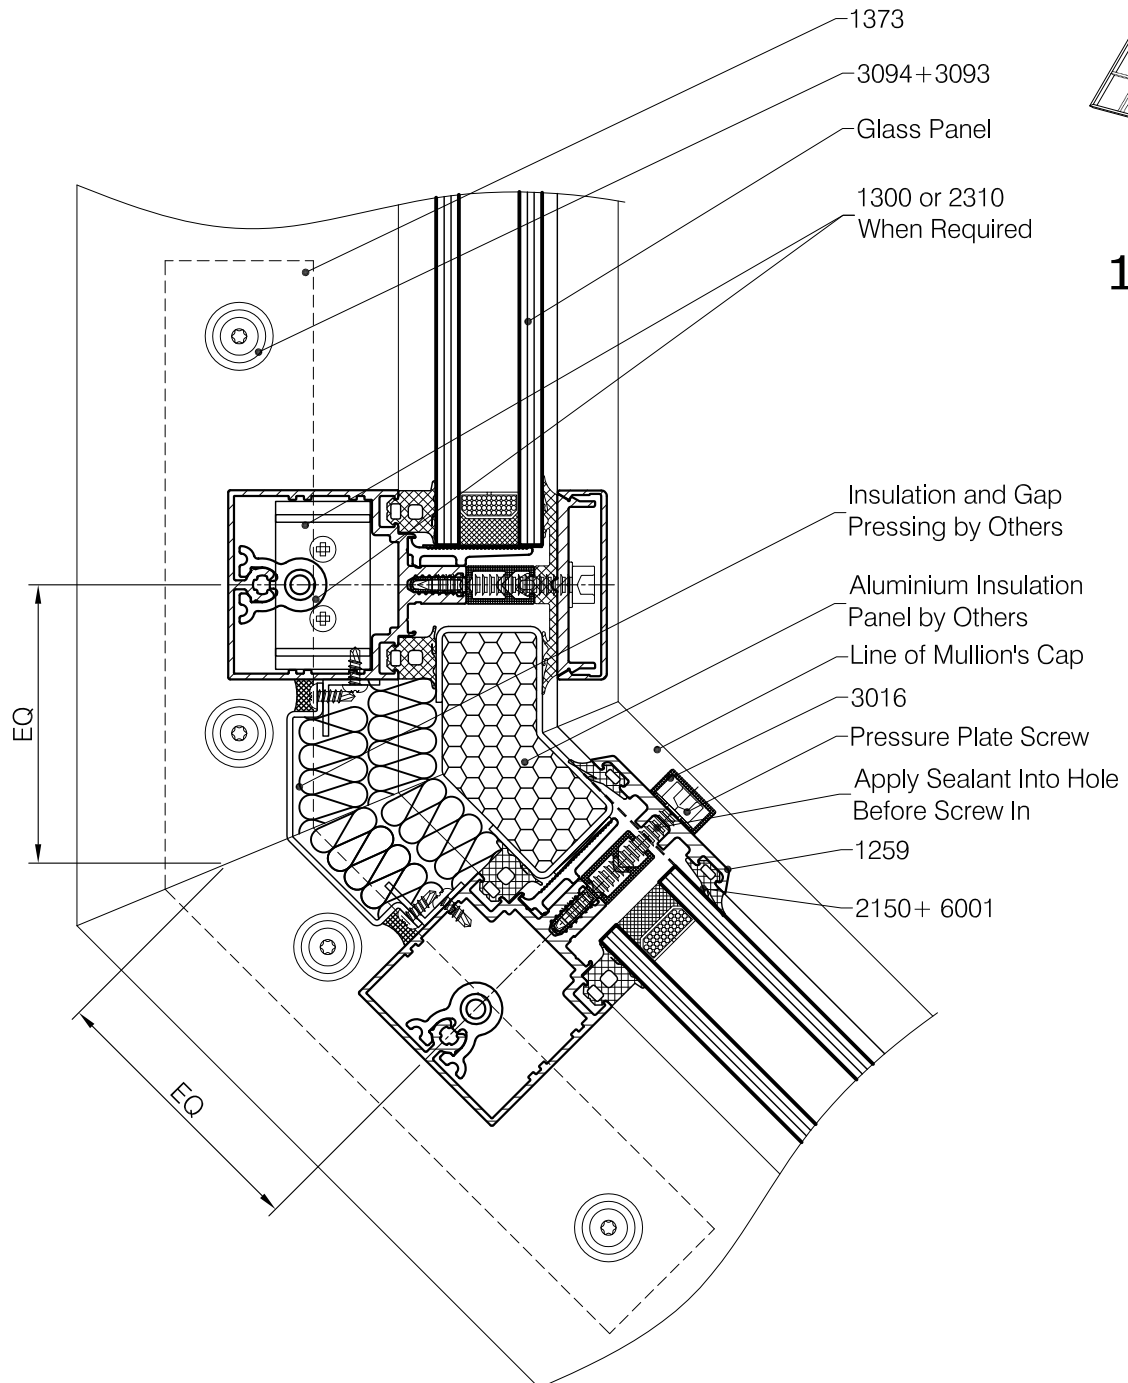 1373
3094+3093
Glass Panel
1300 or 2310
When Required
1
Insulation and Gap
Pressing by Others
Aluminium Insulation
Panel by Others
Line of Mullion's Cap
3016
Pressure Plate Screw
Apply Sealant Into Hole
Before Screw In
1259
2150+ 6001
EQ
EQ